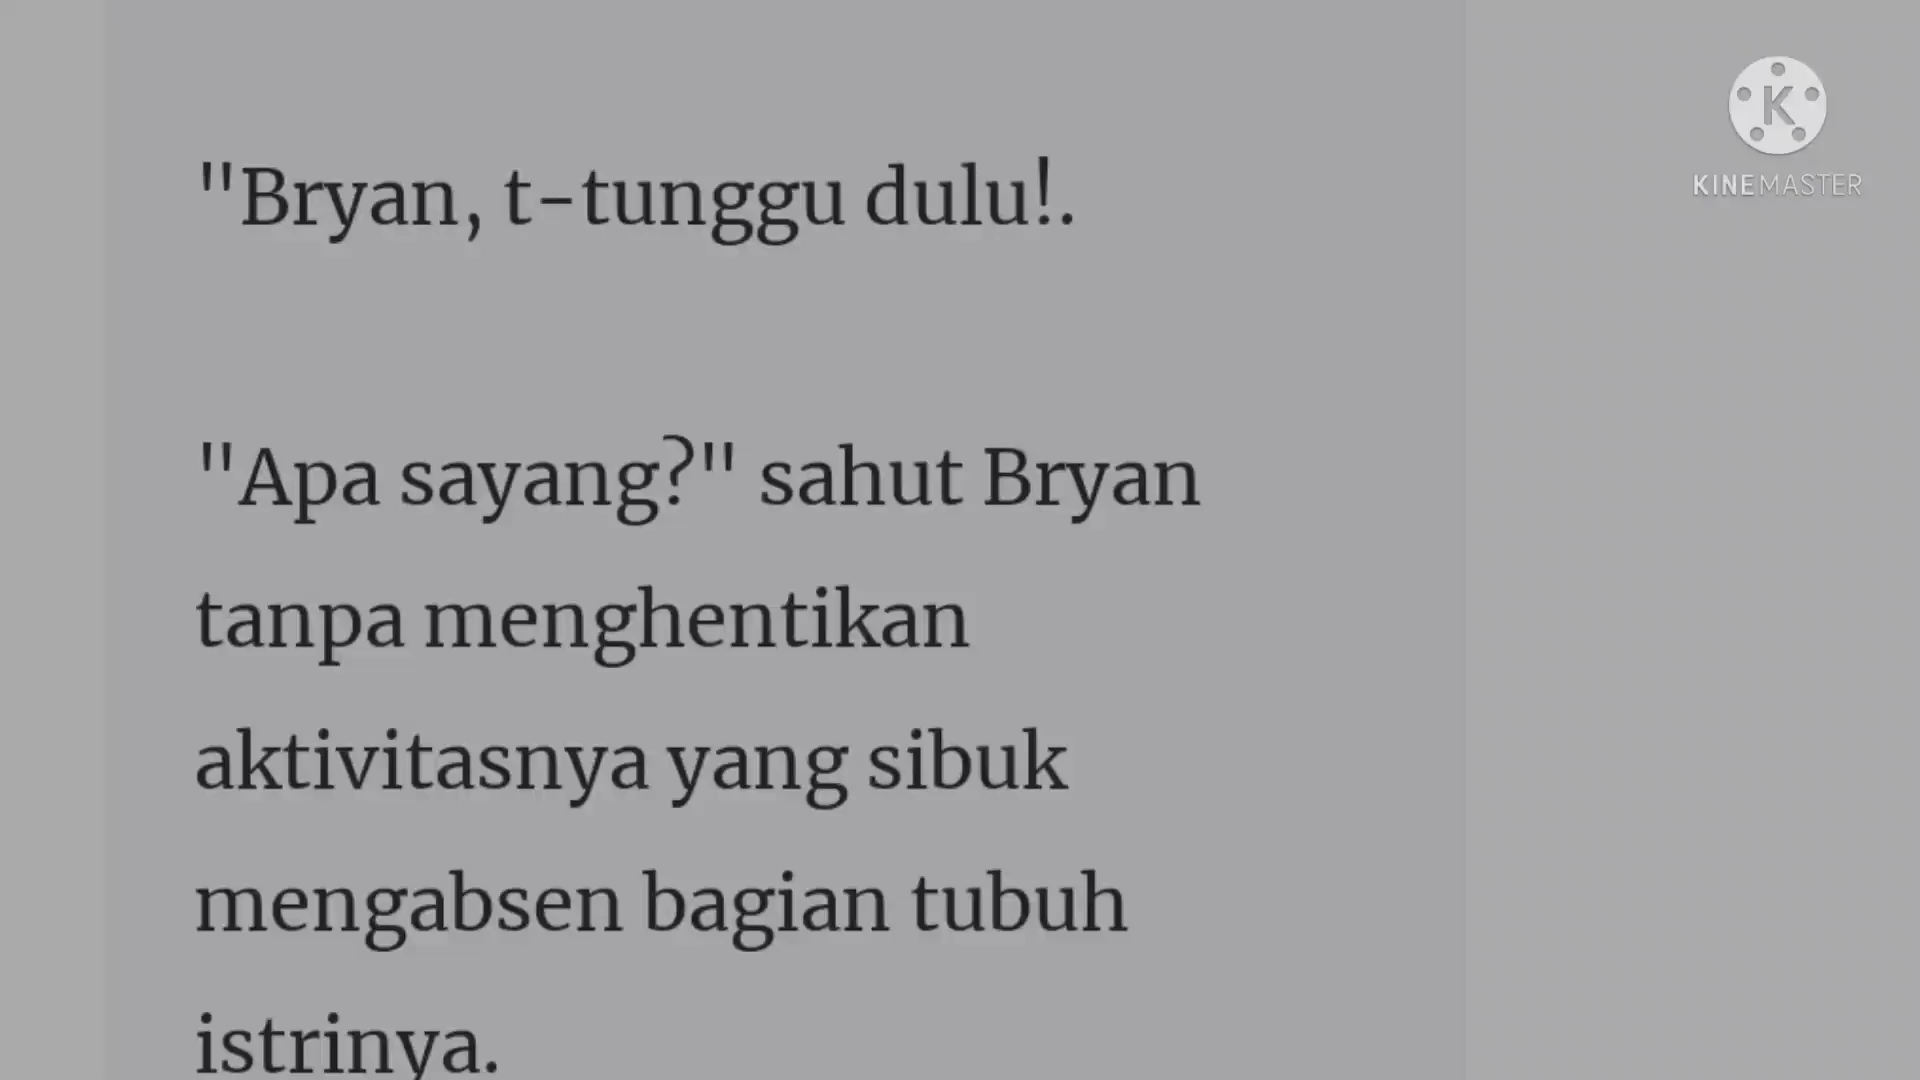 "Bryan, t-tunggu dulu!.
"Apa sayang?" sahut Bryan
tanpa menghentikan
aktivitasnya yang sibuk
mengabsen bagian tubuh
istrinya.
K
KINEMASTER